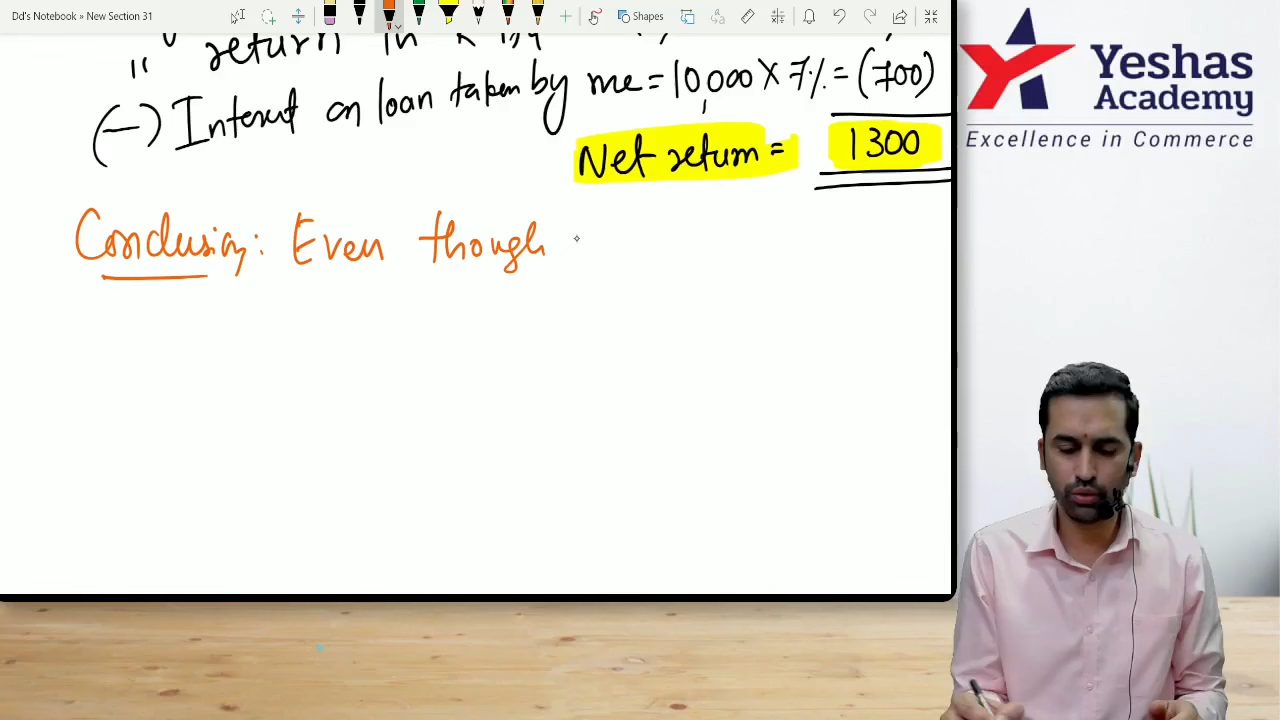 Dd's Notebook » New Section 31
Shapes
" return in
(-) Interest on loan taken by me = 10,000 X 7% = (700)
Net return = 1300
Conclusion: Even though
Yeshas
Academy
Excellence in Commerce